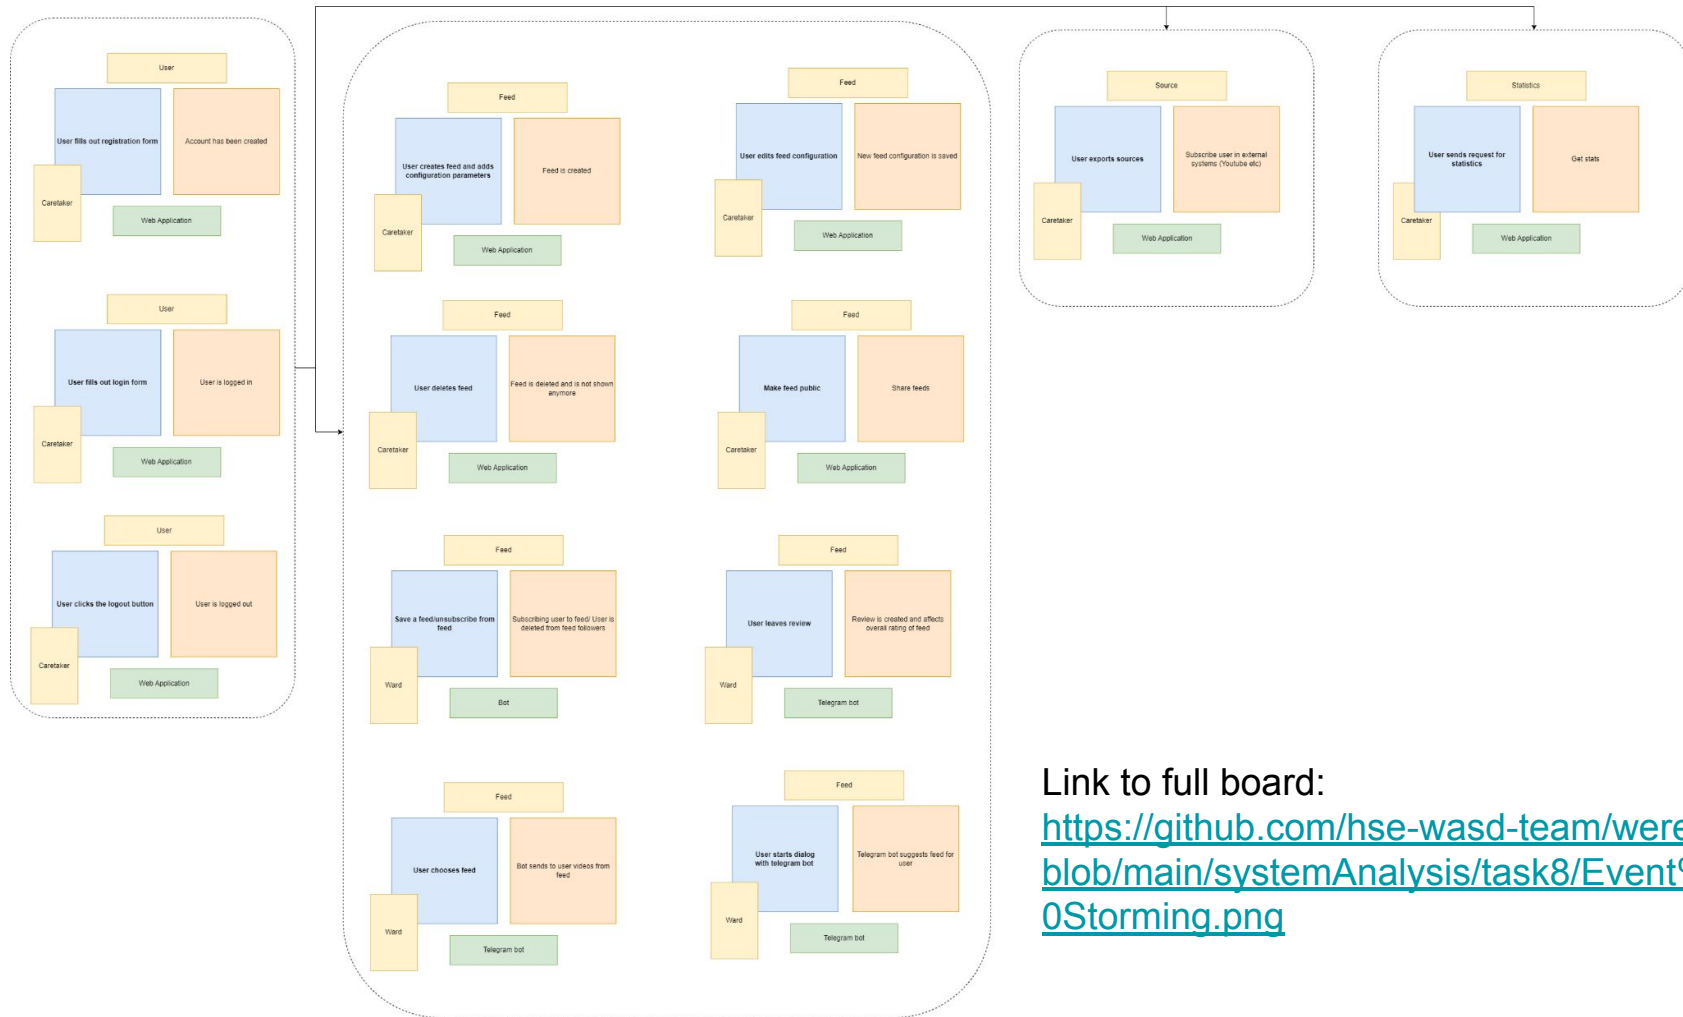 User
User fills out registration form
Account has been created
Caretaker
Web Application
User
User fills out login form
User is logged in
Caretaker
Web Application
User
User clicks the logout button
User is logged out
Caretaker
Web Application
Feed
User creates feed and adds
configuration parameters
Feed is created
Caretaker
Web Application
Feed
User edits feed configuration
New feed configuration is saved
Caretaker
Web Application
Feed
User deletes feed
Feed is deleted and is not shown
anymore
Caretaker
Web Application
Feed
Make feed public
Share feeds
Caretaker
Web Application
Feed
Save a feed/unsubscribe from
feed
Subscribing user to feed/ User is
deleted from feed followers
Ward
Bot
Feed
User leaves review
Review is created and affects
overall rating of feed
Ward
Telegram bot
Feed
User chooses feed
Bot sends to user videos from
feed
Ward
Telegram bot
Feed
User starts dialog
with telegram bot
Telegram bot suggests feed for
user
Ward
Telegram bot
Source
User exports sources
Subscribe user in external
systems (Youtube etc)
Caretaker
Web Application
Statistics
User sends request for
statistics
Get stats
Caretaker
Web Application
Link to full board:
https://github.com/hse-wasd-team/were
blob/main/systemAnalysis/task8/Event%
0Storming.png